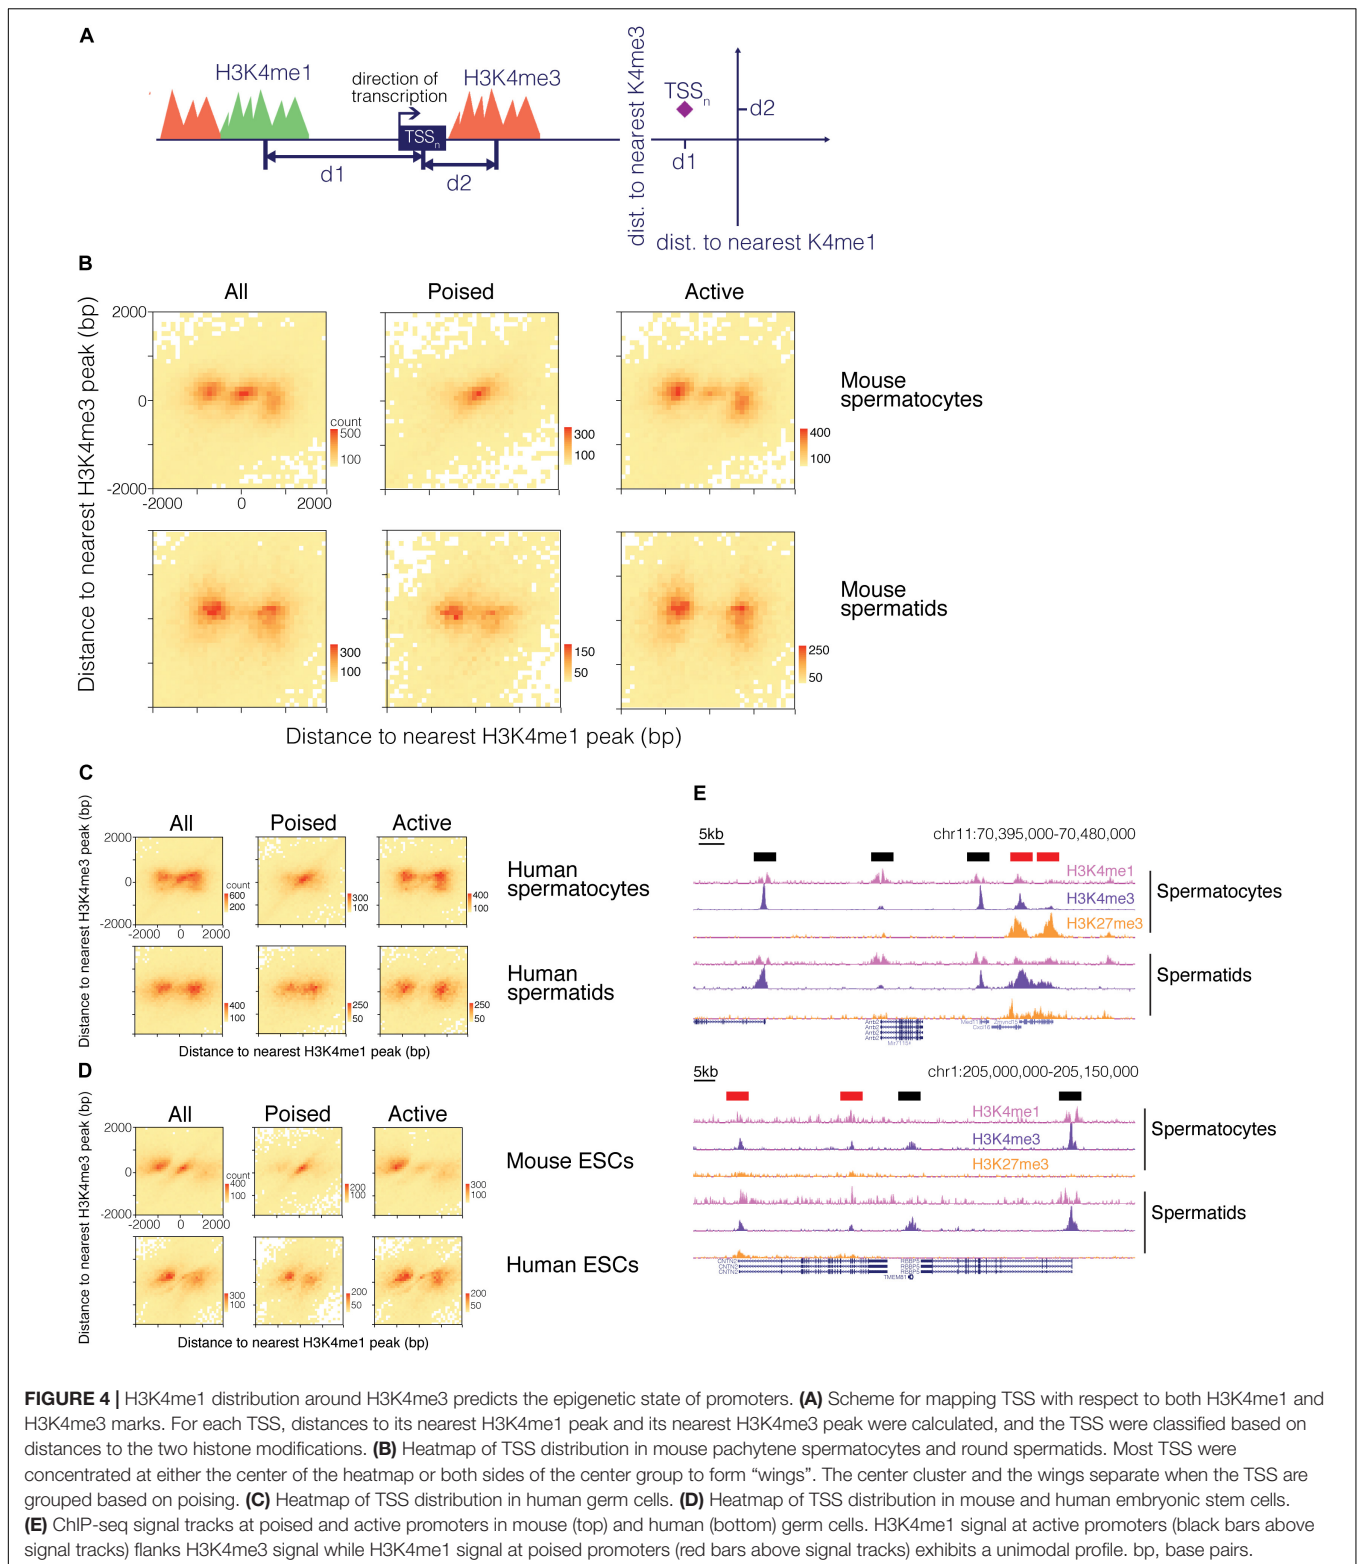 A
H3K4me1
direction of
transcription
H3K4me3
TSSn
d1
d2
dist. to nearest K4me3
TSSn
d2
d1
dist. to nearest K4me1
B
All
Poised
Active
Distance to nearest H3K4me3 peak (bp)
2000
0
-2000
-2000
0
2000
count
500
100
300
100
400
100
Mouse
spermatocytes
300
100
150
50
250
50
Mouse
spermatids
Distance to nearest H3K4me1 peak (bp)
C
Distance to nearest H3K4me3 peak (bp)
All
Poised
Active
2000
0
-2000
-2000
0
2000
count
600
200
300
100
400
100
Human
spermatocytes
400
100
250
50
250
50
Human
spermatids
Distance to nearest H3K4me1 peak (bp)
D
Distance to nearest H3K4me3 peak (bp)
All
Poised
Active
2000
0
-2000
-2000
0
2000
count
400
100
200
100
300
100
Mouse ESCs
300
100
200
50
200
50
Human ESCs
Distance to nearest H3K4me1 peak (bp)
E
5kb
chr11:70,395,000-70,480,000
H3K4me1
H3K4me3
H3K27me3
Spermatocytes
Spermatids
Arrb2
Arrb2
Arrb2
Arrb2
Med11
Cxcl16
Zmynd15
5kb
chr1:205,000,000-205,150,000
H3K4me1
H3K4me3
H3K27me3
Spermatocytes
Spermatids
CNTN2
CNTN2
CNTN2
RBBP5
RBBP5
RBBP5
TMEM81
FIGURE 4 | H3K4me1 distribution around H3K4me3 predicts the epigenetic state of promoters. (A) Scheme for mapping TSS with respect to both H3K4me1 and
H3K4me3 marks. For each TSS, distances to its nearest H3K4me1 peak and its nearest H3K4me3 peak were calculated, and the TSS were classified based on
distances to the two histone modifications. (B) Heatmap of TSS distribution in mouse pachytene spermatocytes and round spermatids. Most TSS were
concentrated at either the center of the heatmap or both sides of the center group to form “wings”. The center cluster and the wings separate when the TSS are
grouped based on poising. (C) Heatmap of TSS distribution in human germ cells. (D) Heatmap of TSS distribution in mouse and human embryonic stem cells.
(E) ChIP-seq signal tracks at poised and active promoters in mouse (top) and human (bottom) germ cells. H3K4me1 signal at active promoters (black bars above
signal tracks) flanks H3K4me3 signal while H3K4me1 signal at poised promoters (red bars above signal tracks) exhibits a unimodal profile. bp, base pairs.